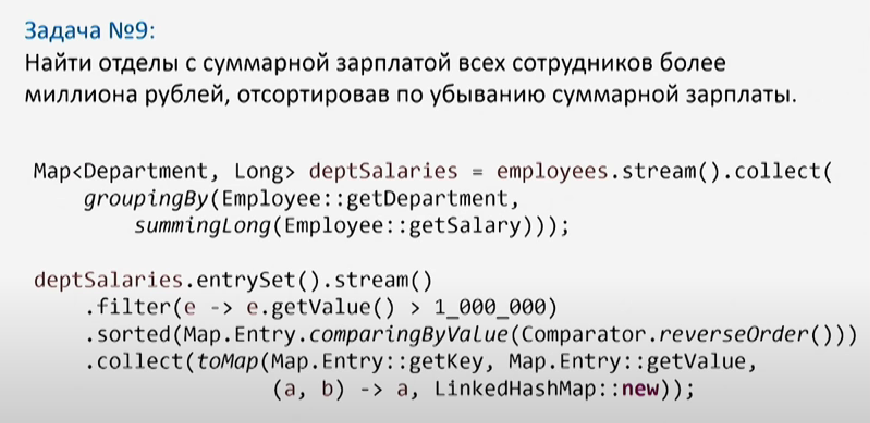 Задача №9:
Найти отделы с суммарной зарплатой всех сотрудников более
миллиона рублей, отсортировав по убыванию суммарной зарплаты.
Map<Department, Long> deptSalaries = employees.stream().collect(
groupingBy(Employee::getDepartment,
summingLong(Employee::getSalary)));
deptSalaries.entrySet().stream()
.filter(e -> e.getValue() > 1_000_000)
.sorted(Map.Entry.comparingByValue(Comparator.reverseOrder()))
.collect(toMap(Map.Entry::getKey, Map.Entry::getValue,
(a, b) -> a, LinkedHashMap::new));